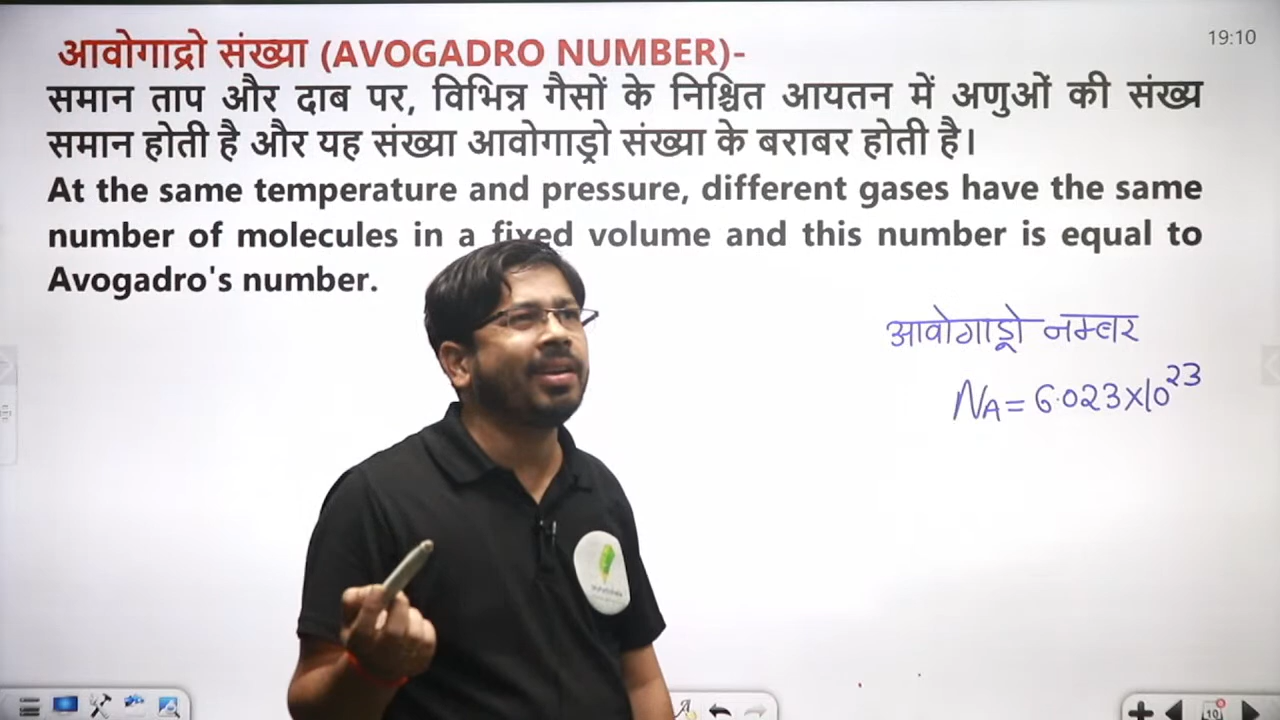 आवोगाद्रो संख्या (AVOGADRO NUMBER)-
19:10
समान ताप और दाब पर, विभिन्न गैसों के निश्चित आयतन में अणुओं की संख्य
समान होती है और यह संख्या आवोगाड्रो संख्या के बराबर होती है।
At the same temperature and pressure, different gases have the same
number of molecules in a fixed volume and this number is equal to
Avogadro's number.
आवोगाड्रो नम्बर
NA = 6.023×10²³
10